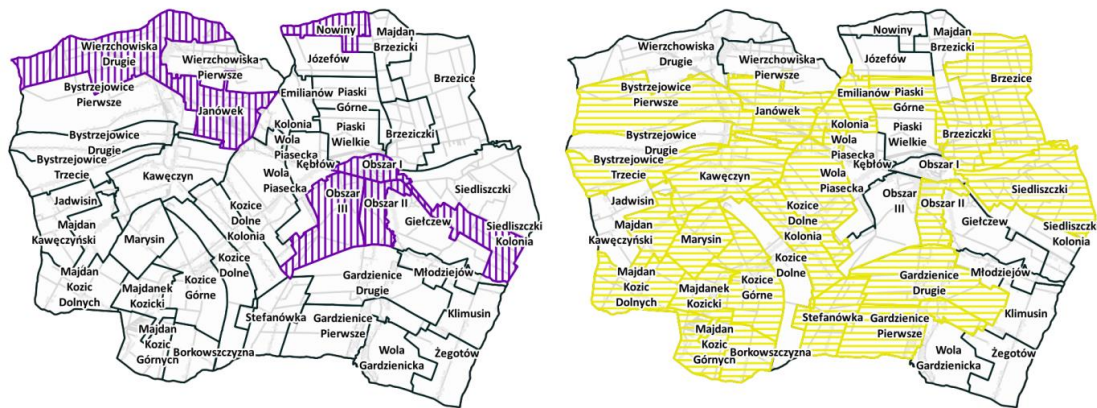 Nowiny
Majdan
Brzezicki
Wierzchowiska
Drugie
Wierzchowiska
Pierwsze
Józefów
Brzezice
Bystrzejowice
Pierwsze
Janówek
Emilianów
Piaski
Górne
Bystrzejowice
Drugie
Kolonia
Wola
Piasecka
Piaski
Wielkie
Brzeziczki
Bystrzejowice
Trzecie
Kawęczyn
Kębłów
Obszar I
Wola
Piasecka
Siedliszczki
Jadwisin
Obszar
III
Obszar II
Kozice
Dolne
Kolonia
Giełczew
Siedliszczki
Kolonia
Majdan
Kawęczyński
Marysin
Kozice
Dolne
Młodziejów
Majdan
Kozic
Dolnych
Majdanek
Kozicki
Kozice
Górne
Gardzienice
Drugie
Stefanówka
Gardzienice
Pierwsze
Klimusin
Majdan
Kozic
Górnycn
Borkowszczyzna
Wola
Gardzienicka
Żegotów
Nowiny
Majdan
Brzezicki
Wierzchowiska
Drugie
Wierzchowiska
Pierwsze
Józefów
Brzezice
Bystrzejowice
Pierwsze
Janówek
Emilianów
Piaski
Górne
Bystrzejowice
Drugie
Kolonia
Wola
Piasecka
Piaski
Wielkie
Brzeziczki
Bystrzejowice
Trzecie
Kawęczyn
Kębłów
Obszar I
Wola
Piasecka
Siedliszczki
Jadwisin
Obszar
III
Obszar II
Kozice
Dolne
Kolonia
Giełczew
Siedliszczki
Kolonia
Majdan
Kawęczyński
Marysin
Kozice
Dolne
Młodziejów
Majdan
Kozic
Dolnych
Majdanek
Kozicki
Kozice
Górne
Gardzienice
Drugie
Stefanówka
Gardzienice
Pierwsze
Klimusin
Majdan
Kozic
Górnycn
Borkowszczyzna
Wola
Gardzienicka
Żegotów